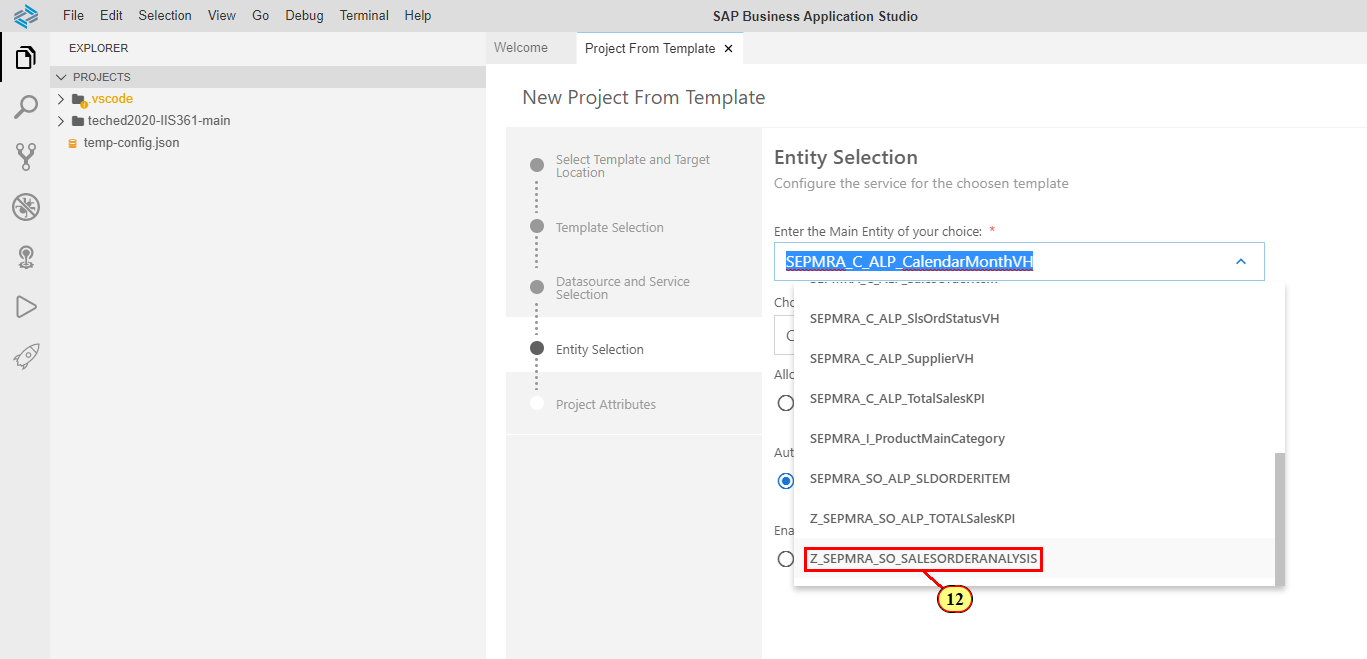 File Edit Selection View Go Debug Terminal Help
SAP Business Application Studio
EXPLORER
PROJECTS
.vscode
teched2020-IIS361-main
temp-config.json
Welcome
Project From Template ×
New Project From Template
Select Template and Target
Location
Template Selection
Datasource and Service
Selection
Entity Selection
Project Attributes
Entity Selection
Configure the service for the choosen template
Enter the Main Entity of your choice: *
SEPMRA_C_ALP_CalendarMonthVH
Cho
C
Allo
Aut
Ena
SEPMRA_C_ALP_SlsOrdStatusVH
SEPMRA_C_ALP_SupplierVH
SEPMRA_C_ALP_TotalSalesKPI
SEPMRA_I_ProductMainCategory
SEPMRA_SO_ALP_SLDORDERITEM
Z_SEPMRA_SO_ALP_TOTALSalesKPI
Z_SEPMRA_SO_SALESORDERANALYSIS
12